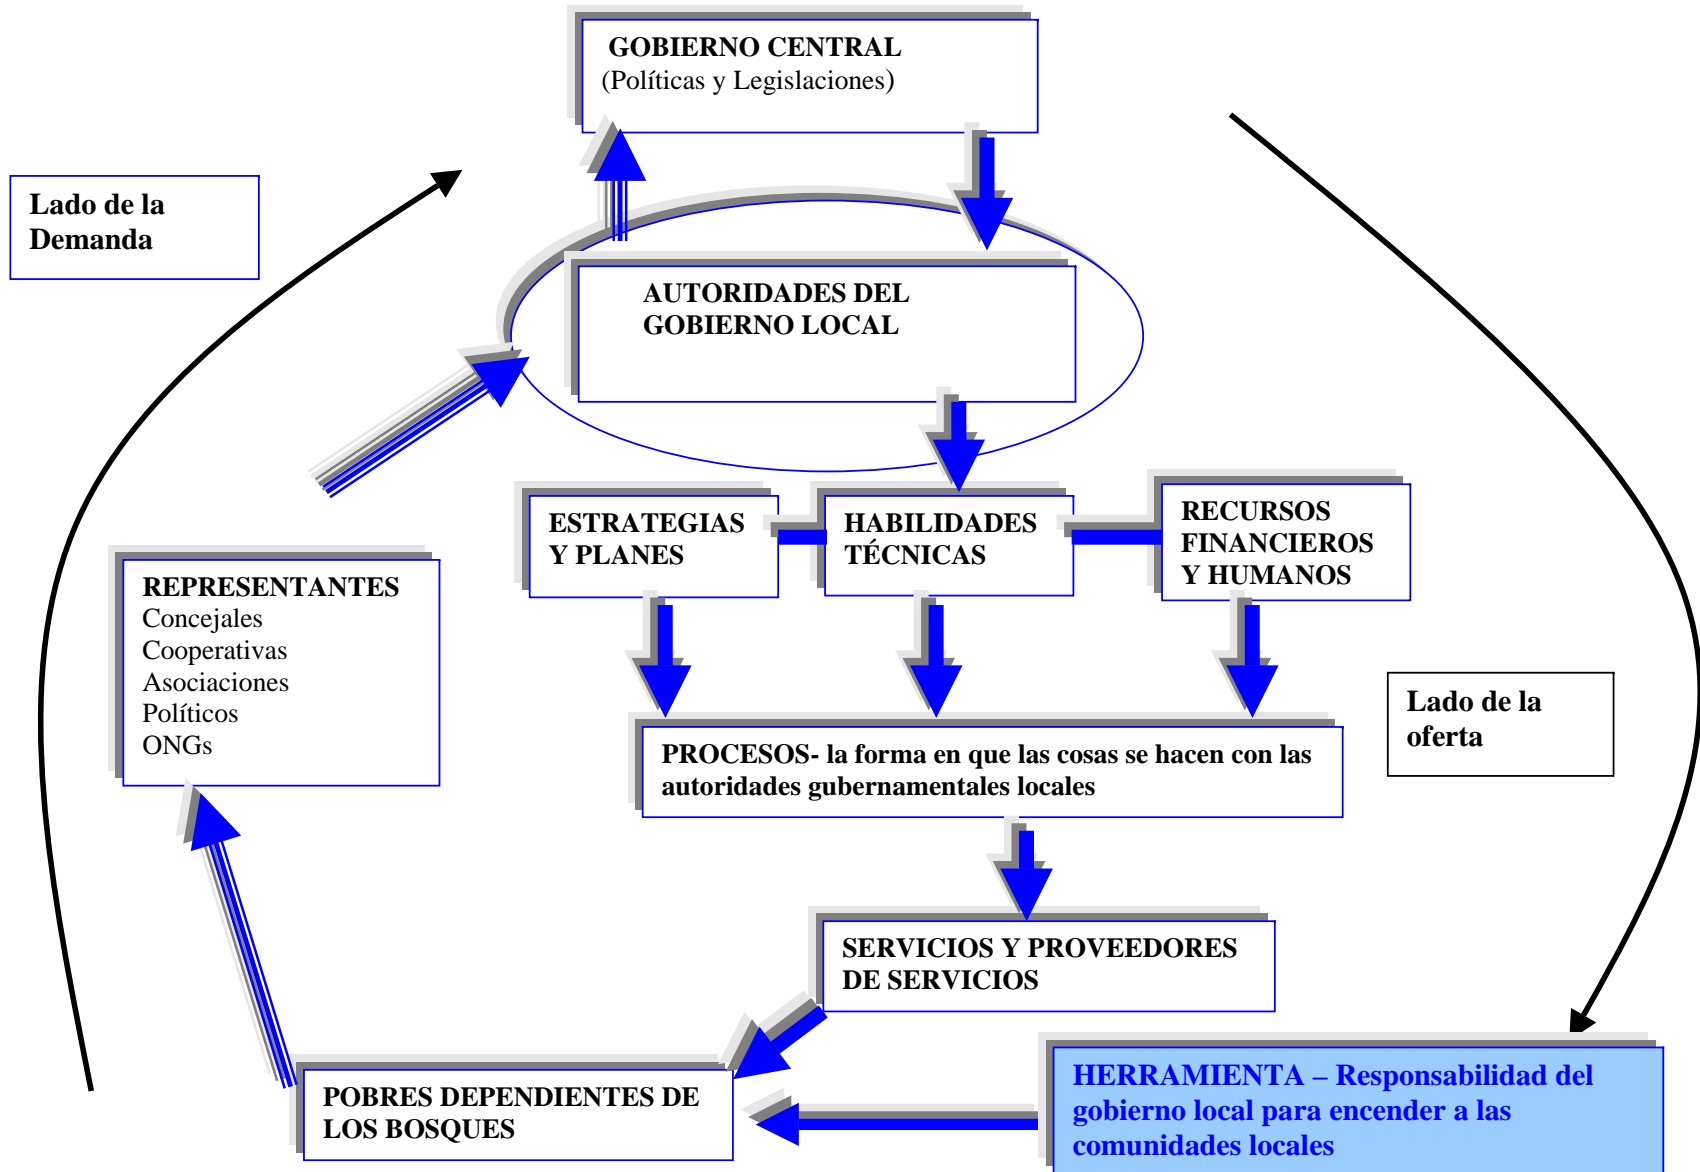 GOBIERNO CENTRAL
(Políticas y Legislaciones)
Lado de la
Demanda
AUTORIDADES DEL
GOBIERNO LOCAL
ESTRATEGIAS
Y PLANES
HABILIDADES
TÉCNICAS
RECURSOS
FINANCIEROS
Y HUMANOS
REPRESENTANTES
Concejales
Cooperativas
Asociaciones
Políticos
ONGs
Lado de la
oferta
PROCESOS- la forma en que las cosas se hacen con las
autoridades gubernamentales locales
SERVICIOS Y PROVEEDORES
DE SERVICIOS
POBRES DEPENDIENTES DE
LOS BOSQUES
HERRAMIENTA – Responsabilidad del
gobierno local para encender a las
comunidades locales